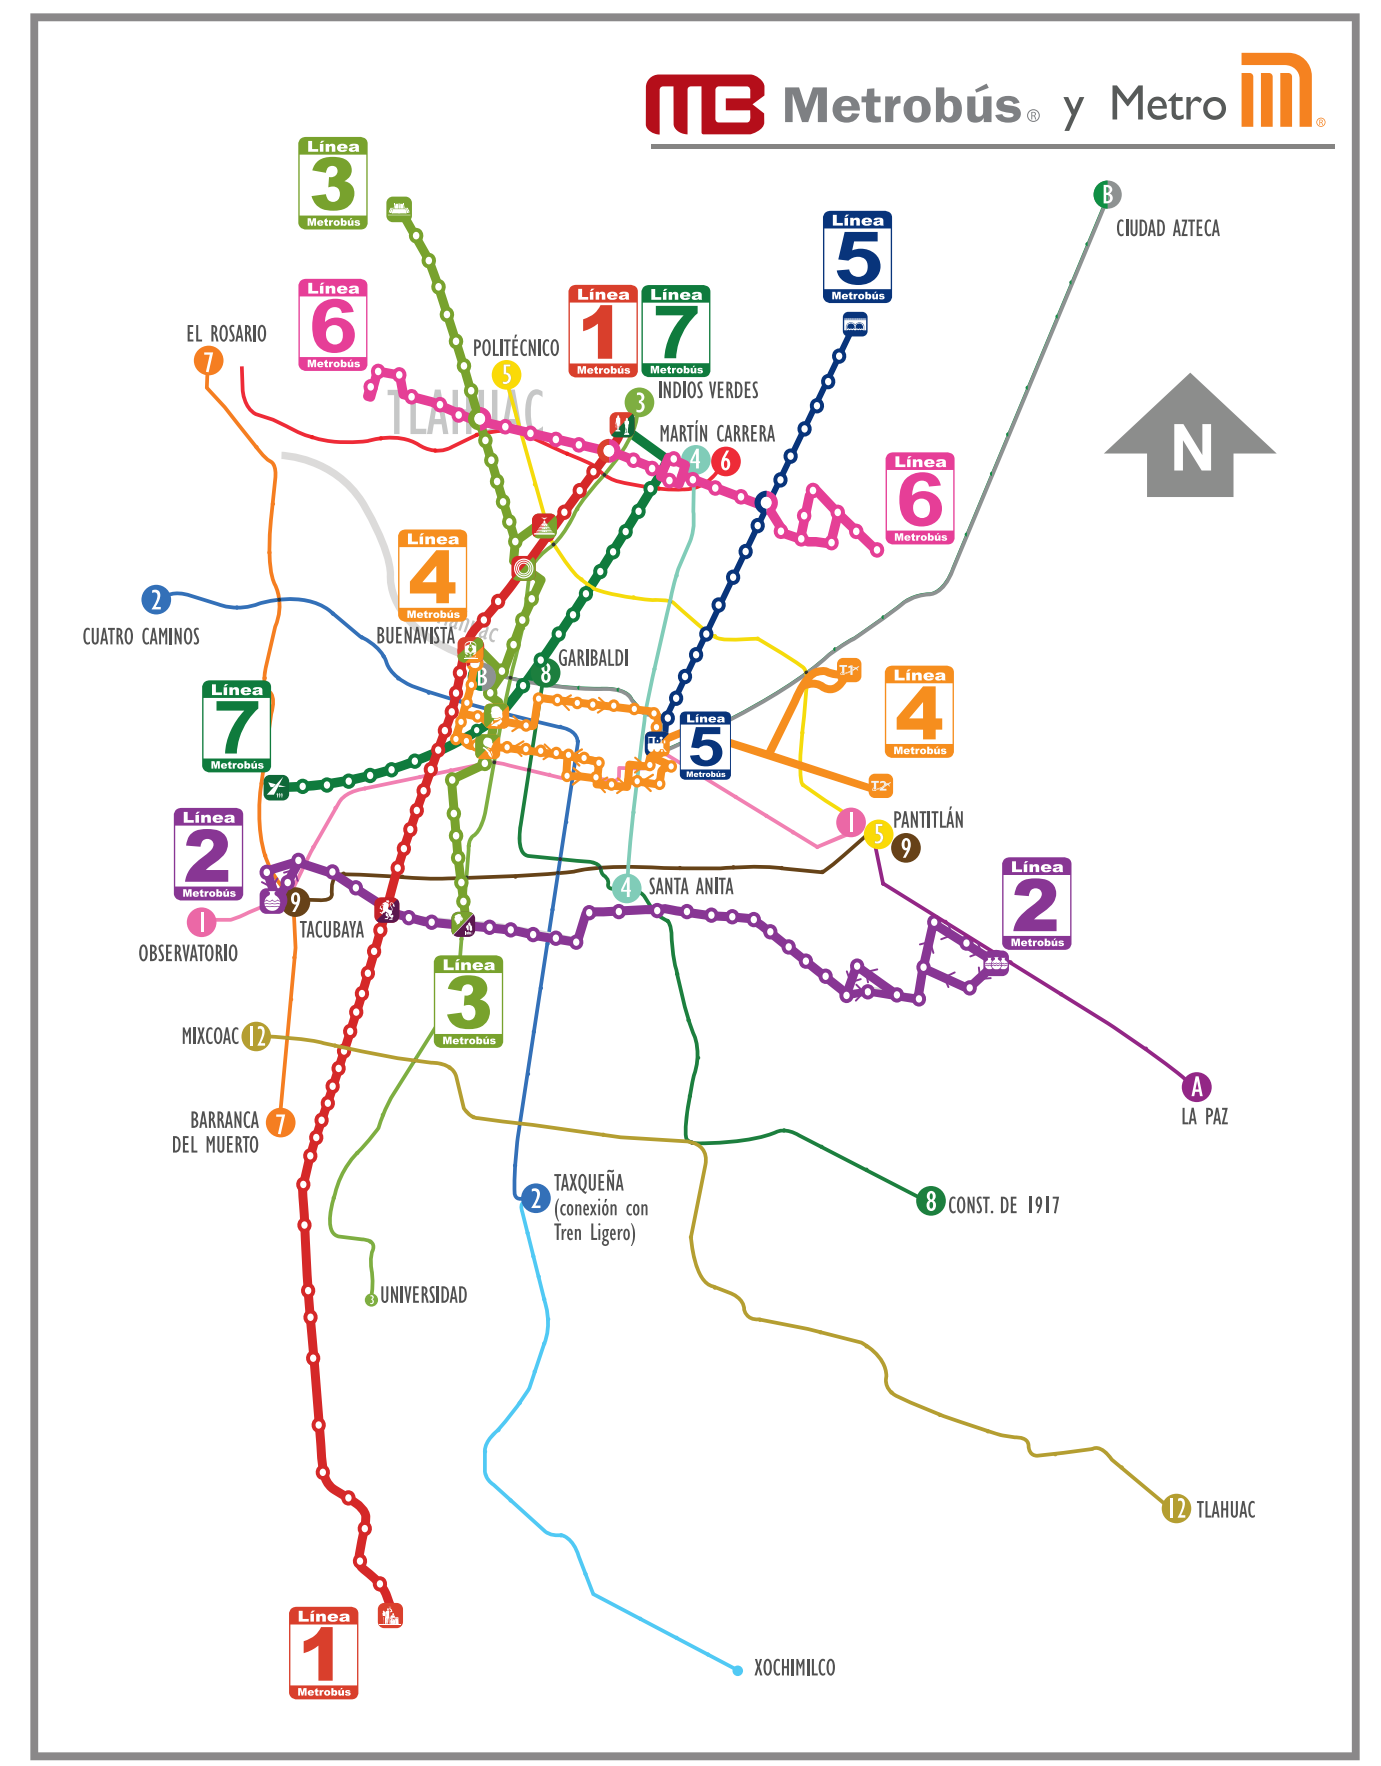 MB Metrobús® y Metro ®
Línea
3
Metrobús
B
CIUDAD AZTECA
Línea
5
Metrobús
Línea
6
Metrobús
Línea
1
Metrobús
Línea
7
Metrobús
EL ROSARIO
7
POLITÉCNICO
5
INDIOS VERDES
3
TLAHUAC
MARTÍN CARRERA
4
6
N
Línea
6
Metrobús
Línea
4
Metrobús
2
CUATRO CAMINOS
BUENAVISTA
B
GARIBALDI
8
T1
Línea
4
Metrobús
Línea
7
Metrobús
Línea
5
Metrobús
T2
Línea
2
Metrobús
1
5
PANTITLÁN
9
4
SANTA ANITA
Línea
2
Metrobús
9
TACUBAYA
1
OBSERVATORIO
Línea
3
Metrobús
MIXCOAC
12
A
LA PAZ
BARRANCA
DEL MUERTO
7
2
TAXQUEÑA
(conexión con
Tren Ligero)
8
CONST. DE 1917
3
UNIVERSIDAD
12
TLAHUAC
Línea
1
Metrobús
XOCHIMILCO